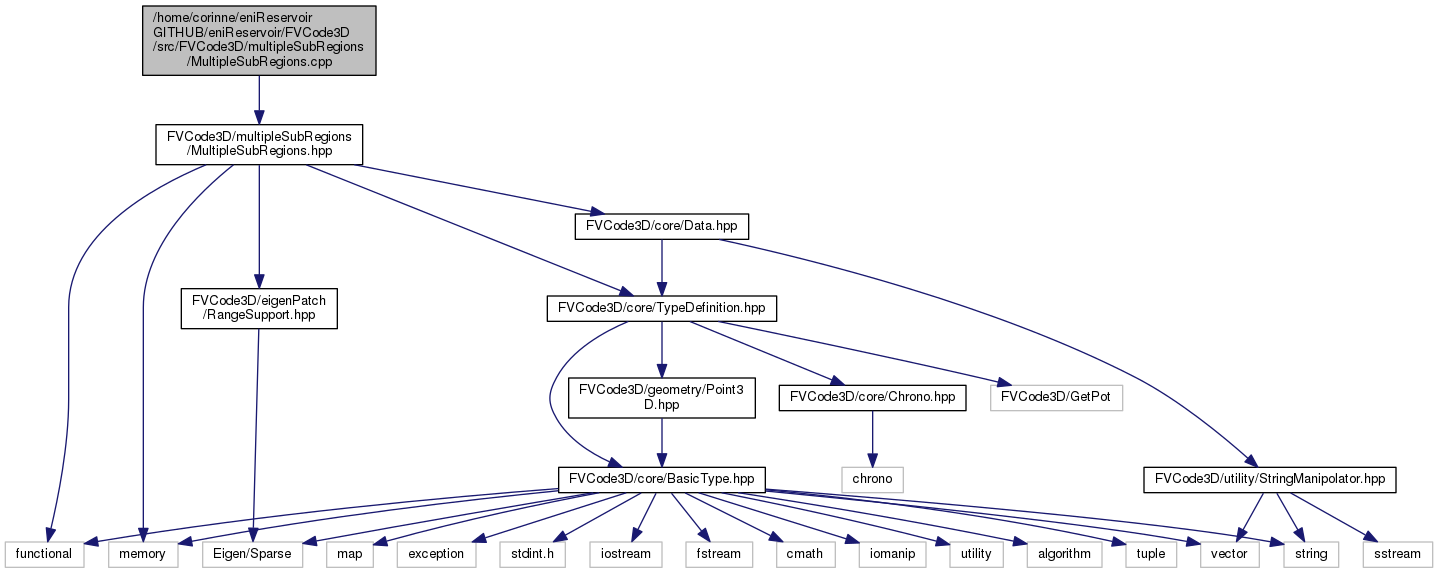 /home/corinne/eniReservoir
GITHUB/eniReservoir/FVCode3D
/src/FVCode3D/multipleSubRegions
/MultipleSubRegions.cpp
FVCode3D/multipleSubRegions
/MultipleSubRegions.hpp
FVCode3D/core/Data.hpp
FVCode3D/eigenPatch
/RangeSupport.hpp
FVCode3D/core/TypeDefinition.hpp
FVCode3D/geometry/Point3
D.hpp
FVCode3D/core/Chrono.hpp
FVCode3D/GetPot
FVCode3D/core/BasicType.hpp
chrono
FVCode3D/utility/StringManipolator.hpp
functional
memory
Eigen/Sparse
map
exception
stdint.h
iostream
fstream
cmath
iomanip
utility
algorithm
tuple
vector
string
sstream